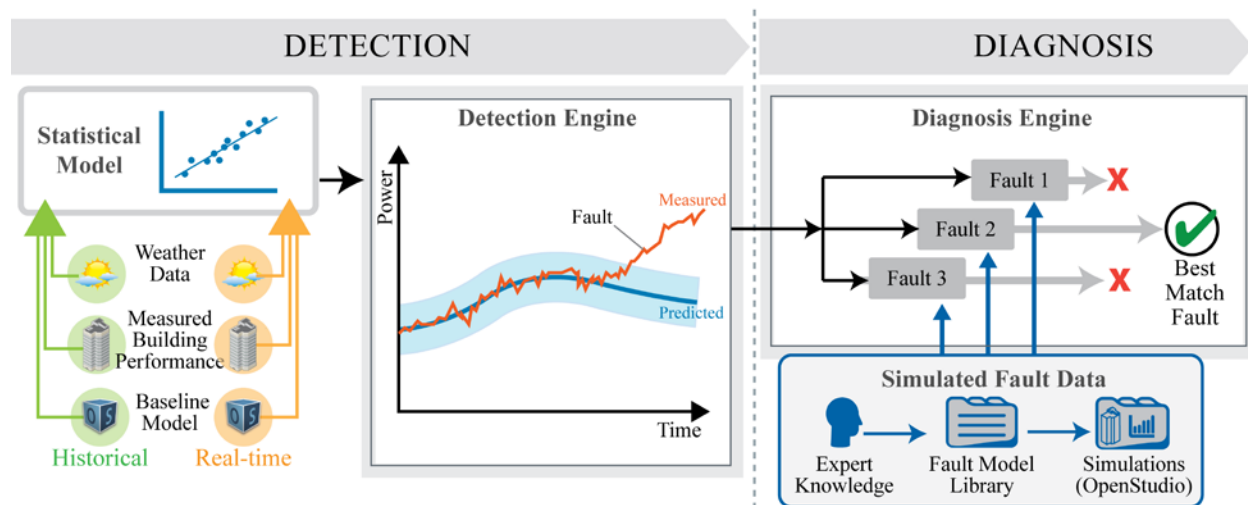 DETECTION
DIAGNOSIS
Statistical
Model
Weather
Data
Measured
Building
Performance
Baseline
Model
O S
O S
Historical
Real-time
Detection Engine
Power
Measured
Fault
Predicted
Time
Diagnosis Engine
Fault 1
X
Fault 2
Fault 3
X
Best
Match
Fault
Simulated Fault Data
Expert
Knowledge
Fault Model
Library
Simulations
(OpenStudio)